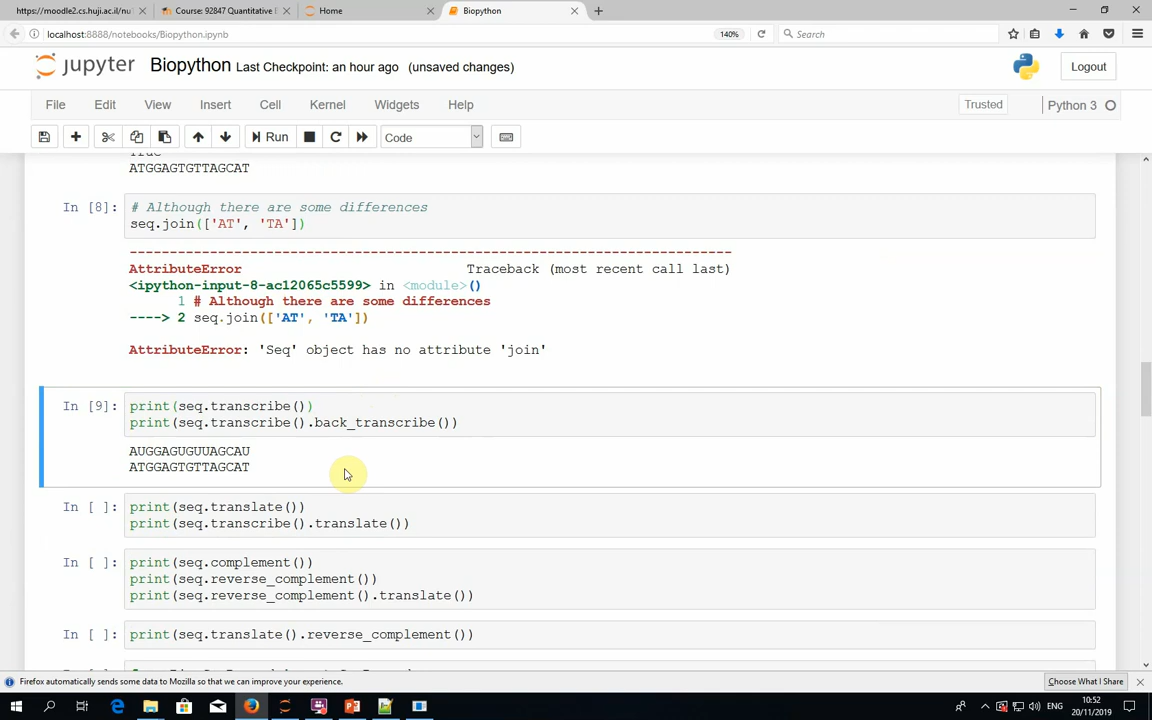 https://moodle2.cs.huji.ac.il/nu
Course: 92847 Quantitative
Home
Biopython
localhost:8888/notebooks/Biopython.ipynb
140%
Search
jupyter Biopython Last Checkpoint: an hour ago (unsaved changes)
Logout
File Edit View Insert Cell Kernel Widgets Help
Trusted
Python 3
Run
Code
True
ATGGAGTGTTAGCAT
In [8]: # Although there are some differences
seq.join(['AT', 'TA'])
---------------------------------------------------------------------------
AttributeError Traceback (most recent call last)
<ipython-input-8-ac12065c5599> in <module>()
1 # Although there are some differences
----> 2 seq.join(['AT', 'TA'])
AttributeError: 'Seq' object has no attribute 'join'
In [9]: print(seq.transcribe())
print(seq.transcribe().back_transcribe())
AUGGAGUGUUAGCAU
ATGGAGTGTTAGCAT
In [ ]: print(seq.translate())
print(seq.transcribe().translate())
In [ ]: print(seq.complement())
print(seq.reverse_complement())
print(seq.reverse_complement().translate())
In [ ]: print(seq.translate().reverse_complement())
Firefox automatically sends some data to Mozilla so that we can improve your experience.
Choose What I Share
ENG
10:52
20/11/2019